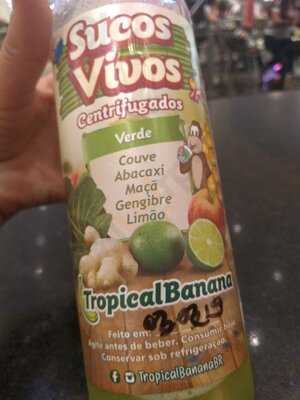 Sucos
Vivos
Centrifugados
Verde
Couve
Abacaxi
Maçã
Gengibre
Limão
TropicalBanana
Feito em:
Agite antes de beber. Consumir
Conservar sob refrigeração.
TropicalBananaBR